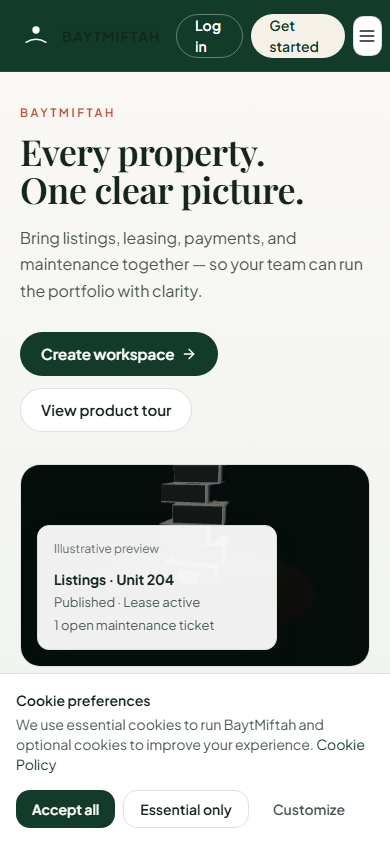 BAYTMIFTAH
Log
in
Get
started
BAYTMIFTAH
Every property.
One clear picture.
Bring listings, leasing, payments, and
maintenance together — so your team can run
the portfolio with clarity.
Create workspace →
View product tour
Illustrative preview
Listings · Unit 204
Published · Lease active
1 open maintenance ticket
Cookie preferences
We use essential cookies to run BaytMiftah and
optional cookies to improve your experience. Cookie
Policy
Accept all
Essential only
Customize